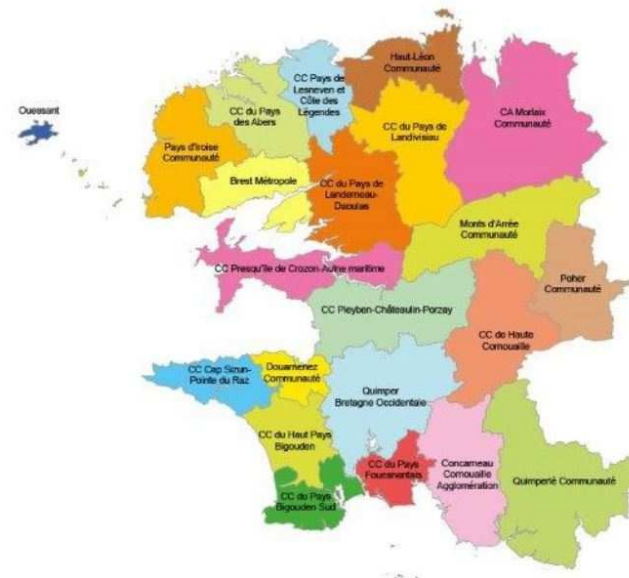 Haut-Léon
Communauté
CC Pays de
Lesneven et
Côte des
Légendes
Ouessant
CC du Pays
des Abers
CA Morlaix
Communauté
CC du Pays de
Landivisiau
Pays d'Iroise
Communauté
Brest Métropole
CC du Pays de
Landerneau-
Daoulas
Monts d'Arrée
Communauté
CC Presqu'île de Crozon-Aulne maritime
Poher
Communauté
CC Pleyben-Châteaulin-Porzay
CC de Haute
Cornouaille
CC Cap Sizun-
Pointe du Raz
Douarnenez
Communauté
Quimper
Bretagne Occidentale
CC du Haut Pays
Bigouden
CC du Pays
Fouesnantais
Concarneau
Cornouaille
Agglomération
Quimperlé Communauté
CC du Pays
Bigouden Sud